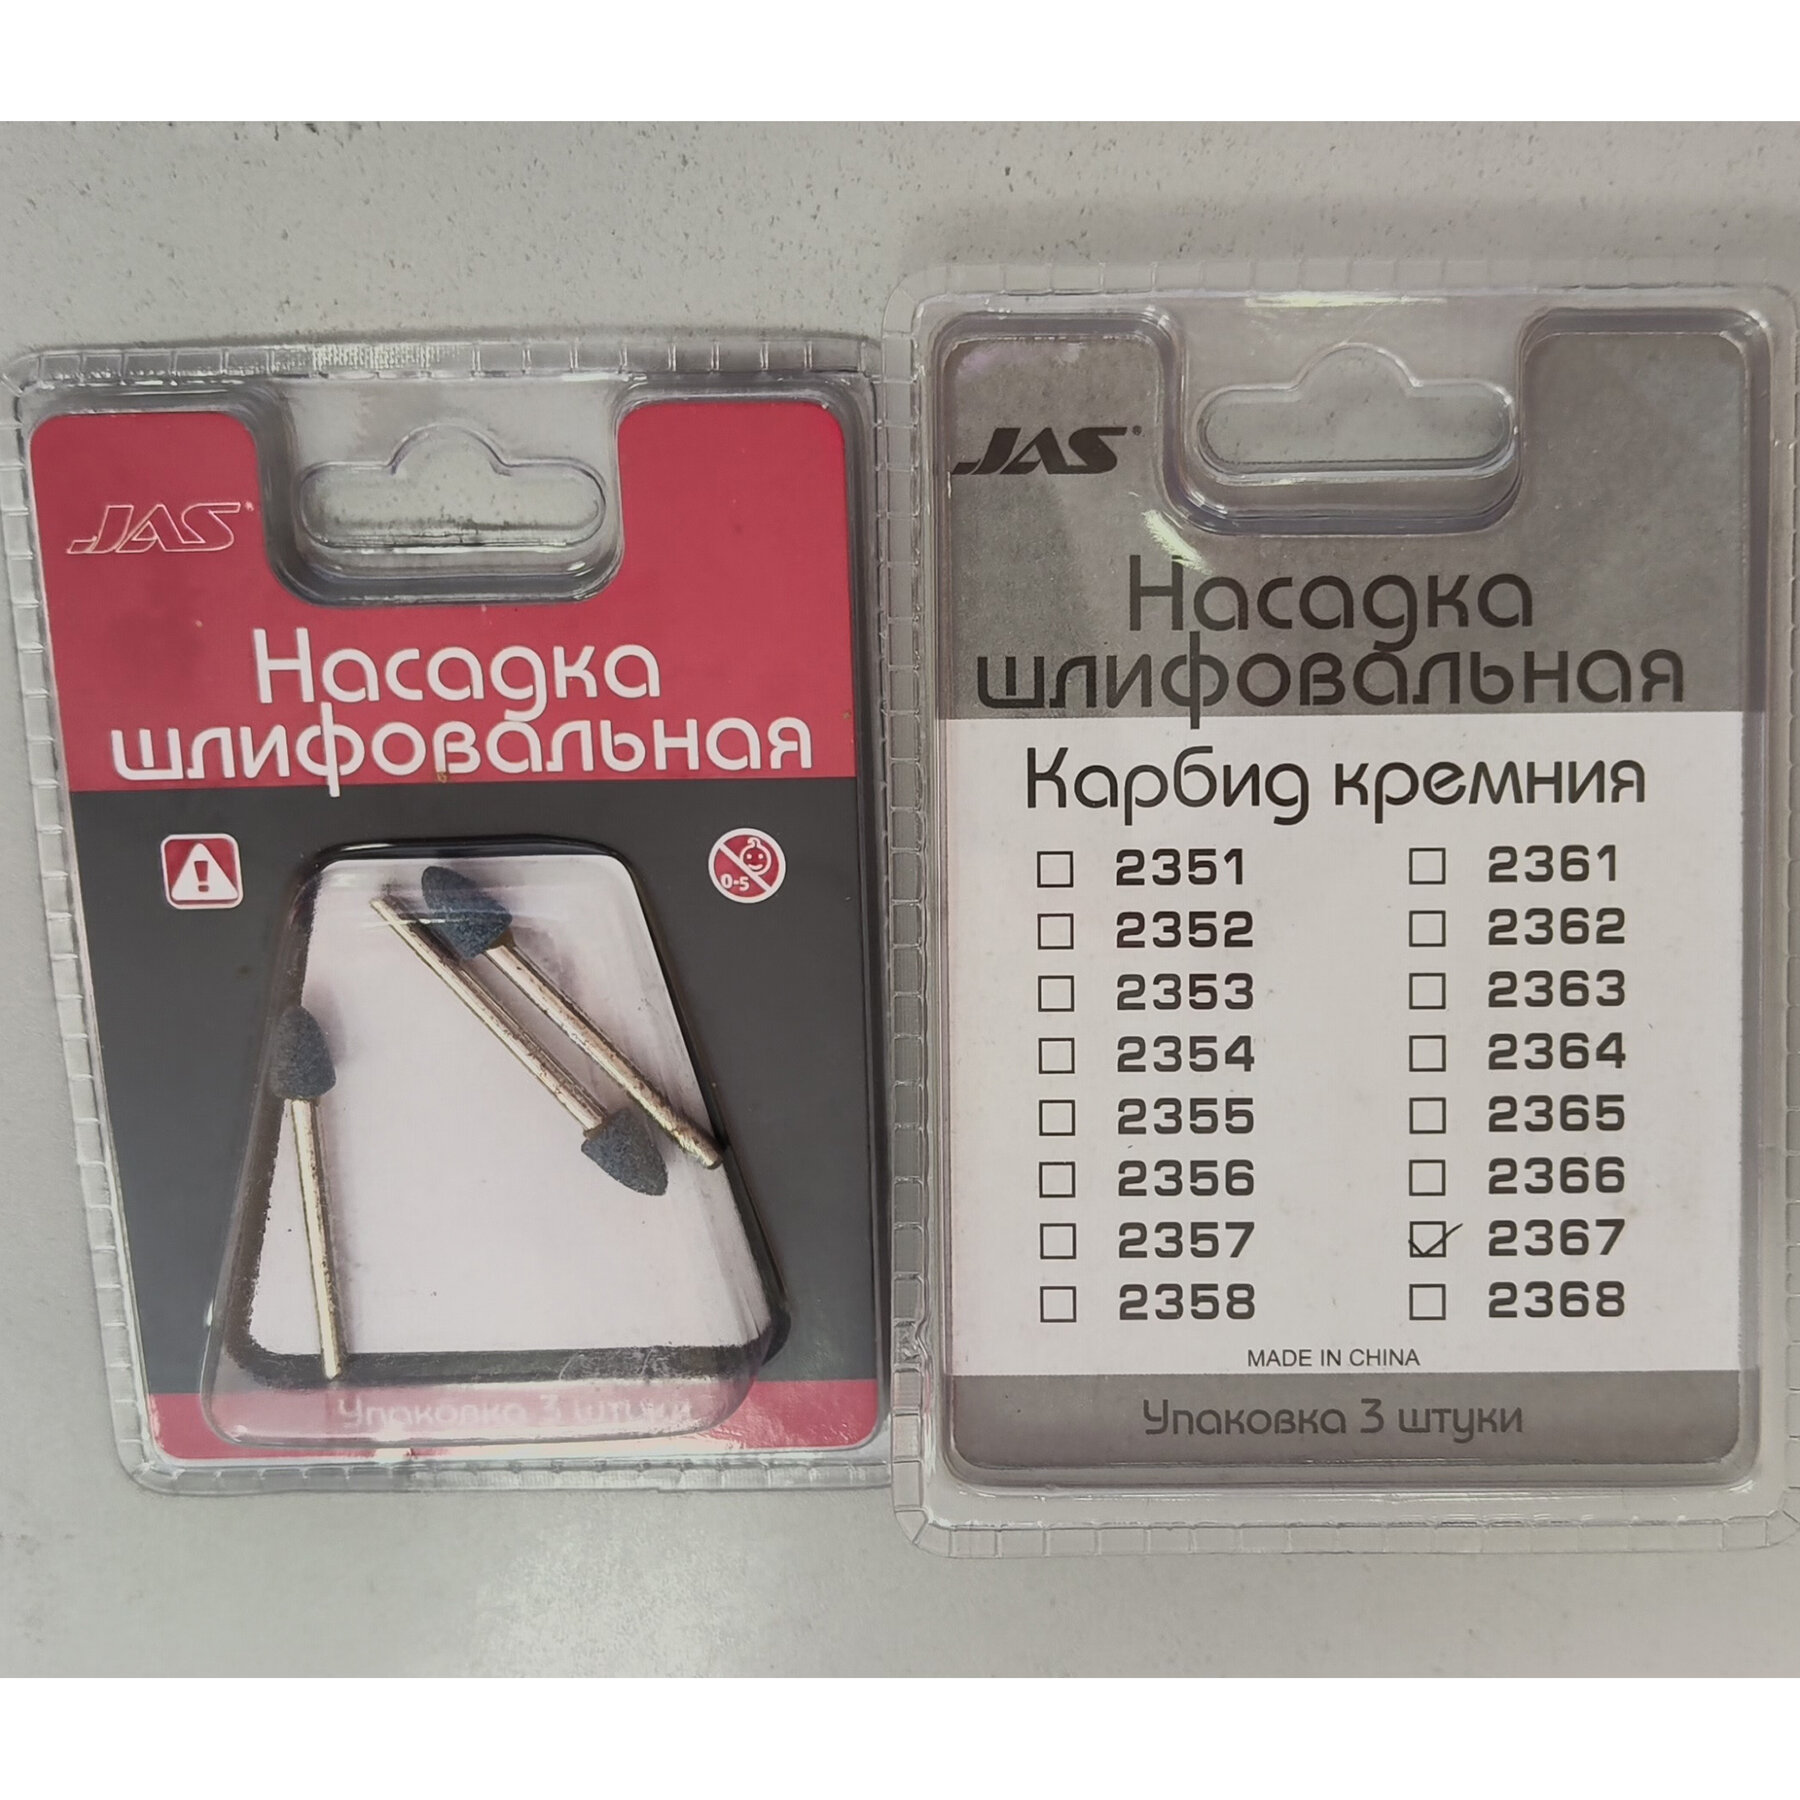 JAS®
Насадка
шлифовальная
0-5
Упаковка 3 штуки
JAS®
Насадка
шлифовальная
Карбид кремния
2351 2361
2352 2362
2353 2363
2354 2364
2355 2365
2356 2366
2357 2367
2358 2368
MADE IN CHINA
Упаковка 3 штуки